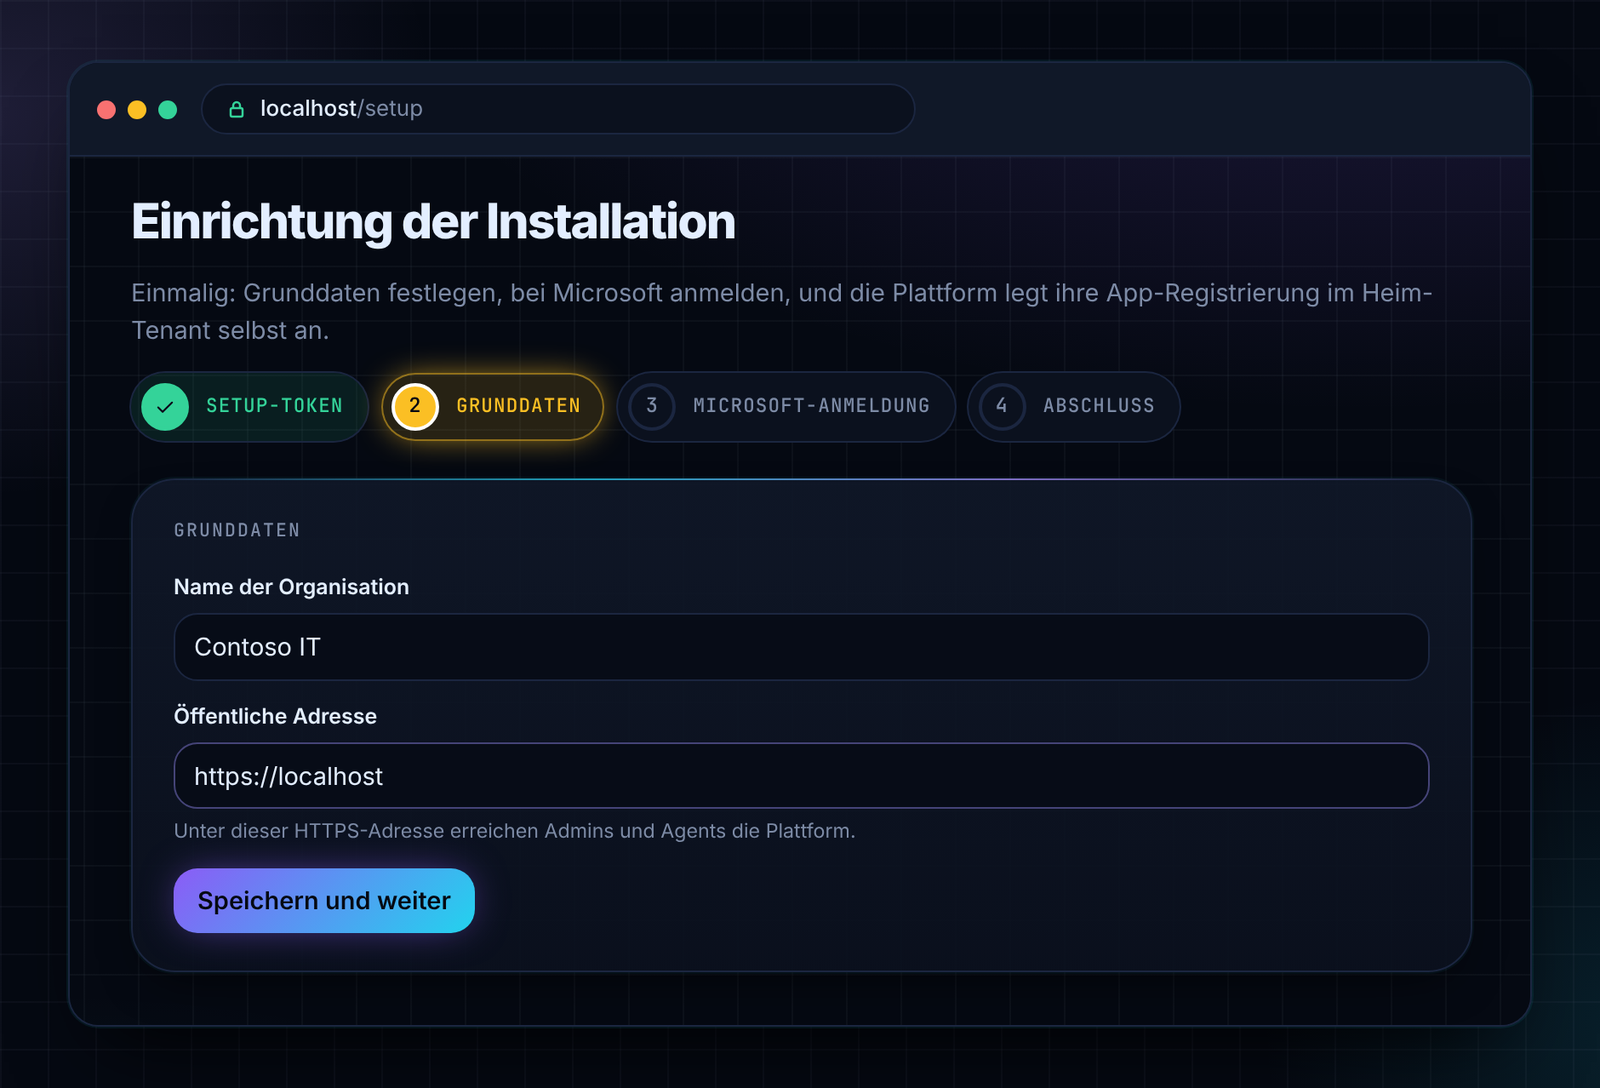 localhost/setup
Einrichtung der Installation
Einmalig: Grunddaten festlegen, bei Microsoft anmelden, und die Plattform legt ihre App-Registrierung im Heim-
Tenant selbst an.
SETUP-TOKEN
2 GRUNDDATEN
3 MICROSOFT-ANMELDUNG
4 ABSCHLUSS
GRUNDDATEN
Name der Organisation
Contoso IT
Öffentliche Adresse
https://localhost
Unter dieser HTTPS-Adresse erreichen Admins und Agents die Plattform.
Speichern und weiter